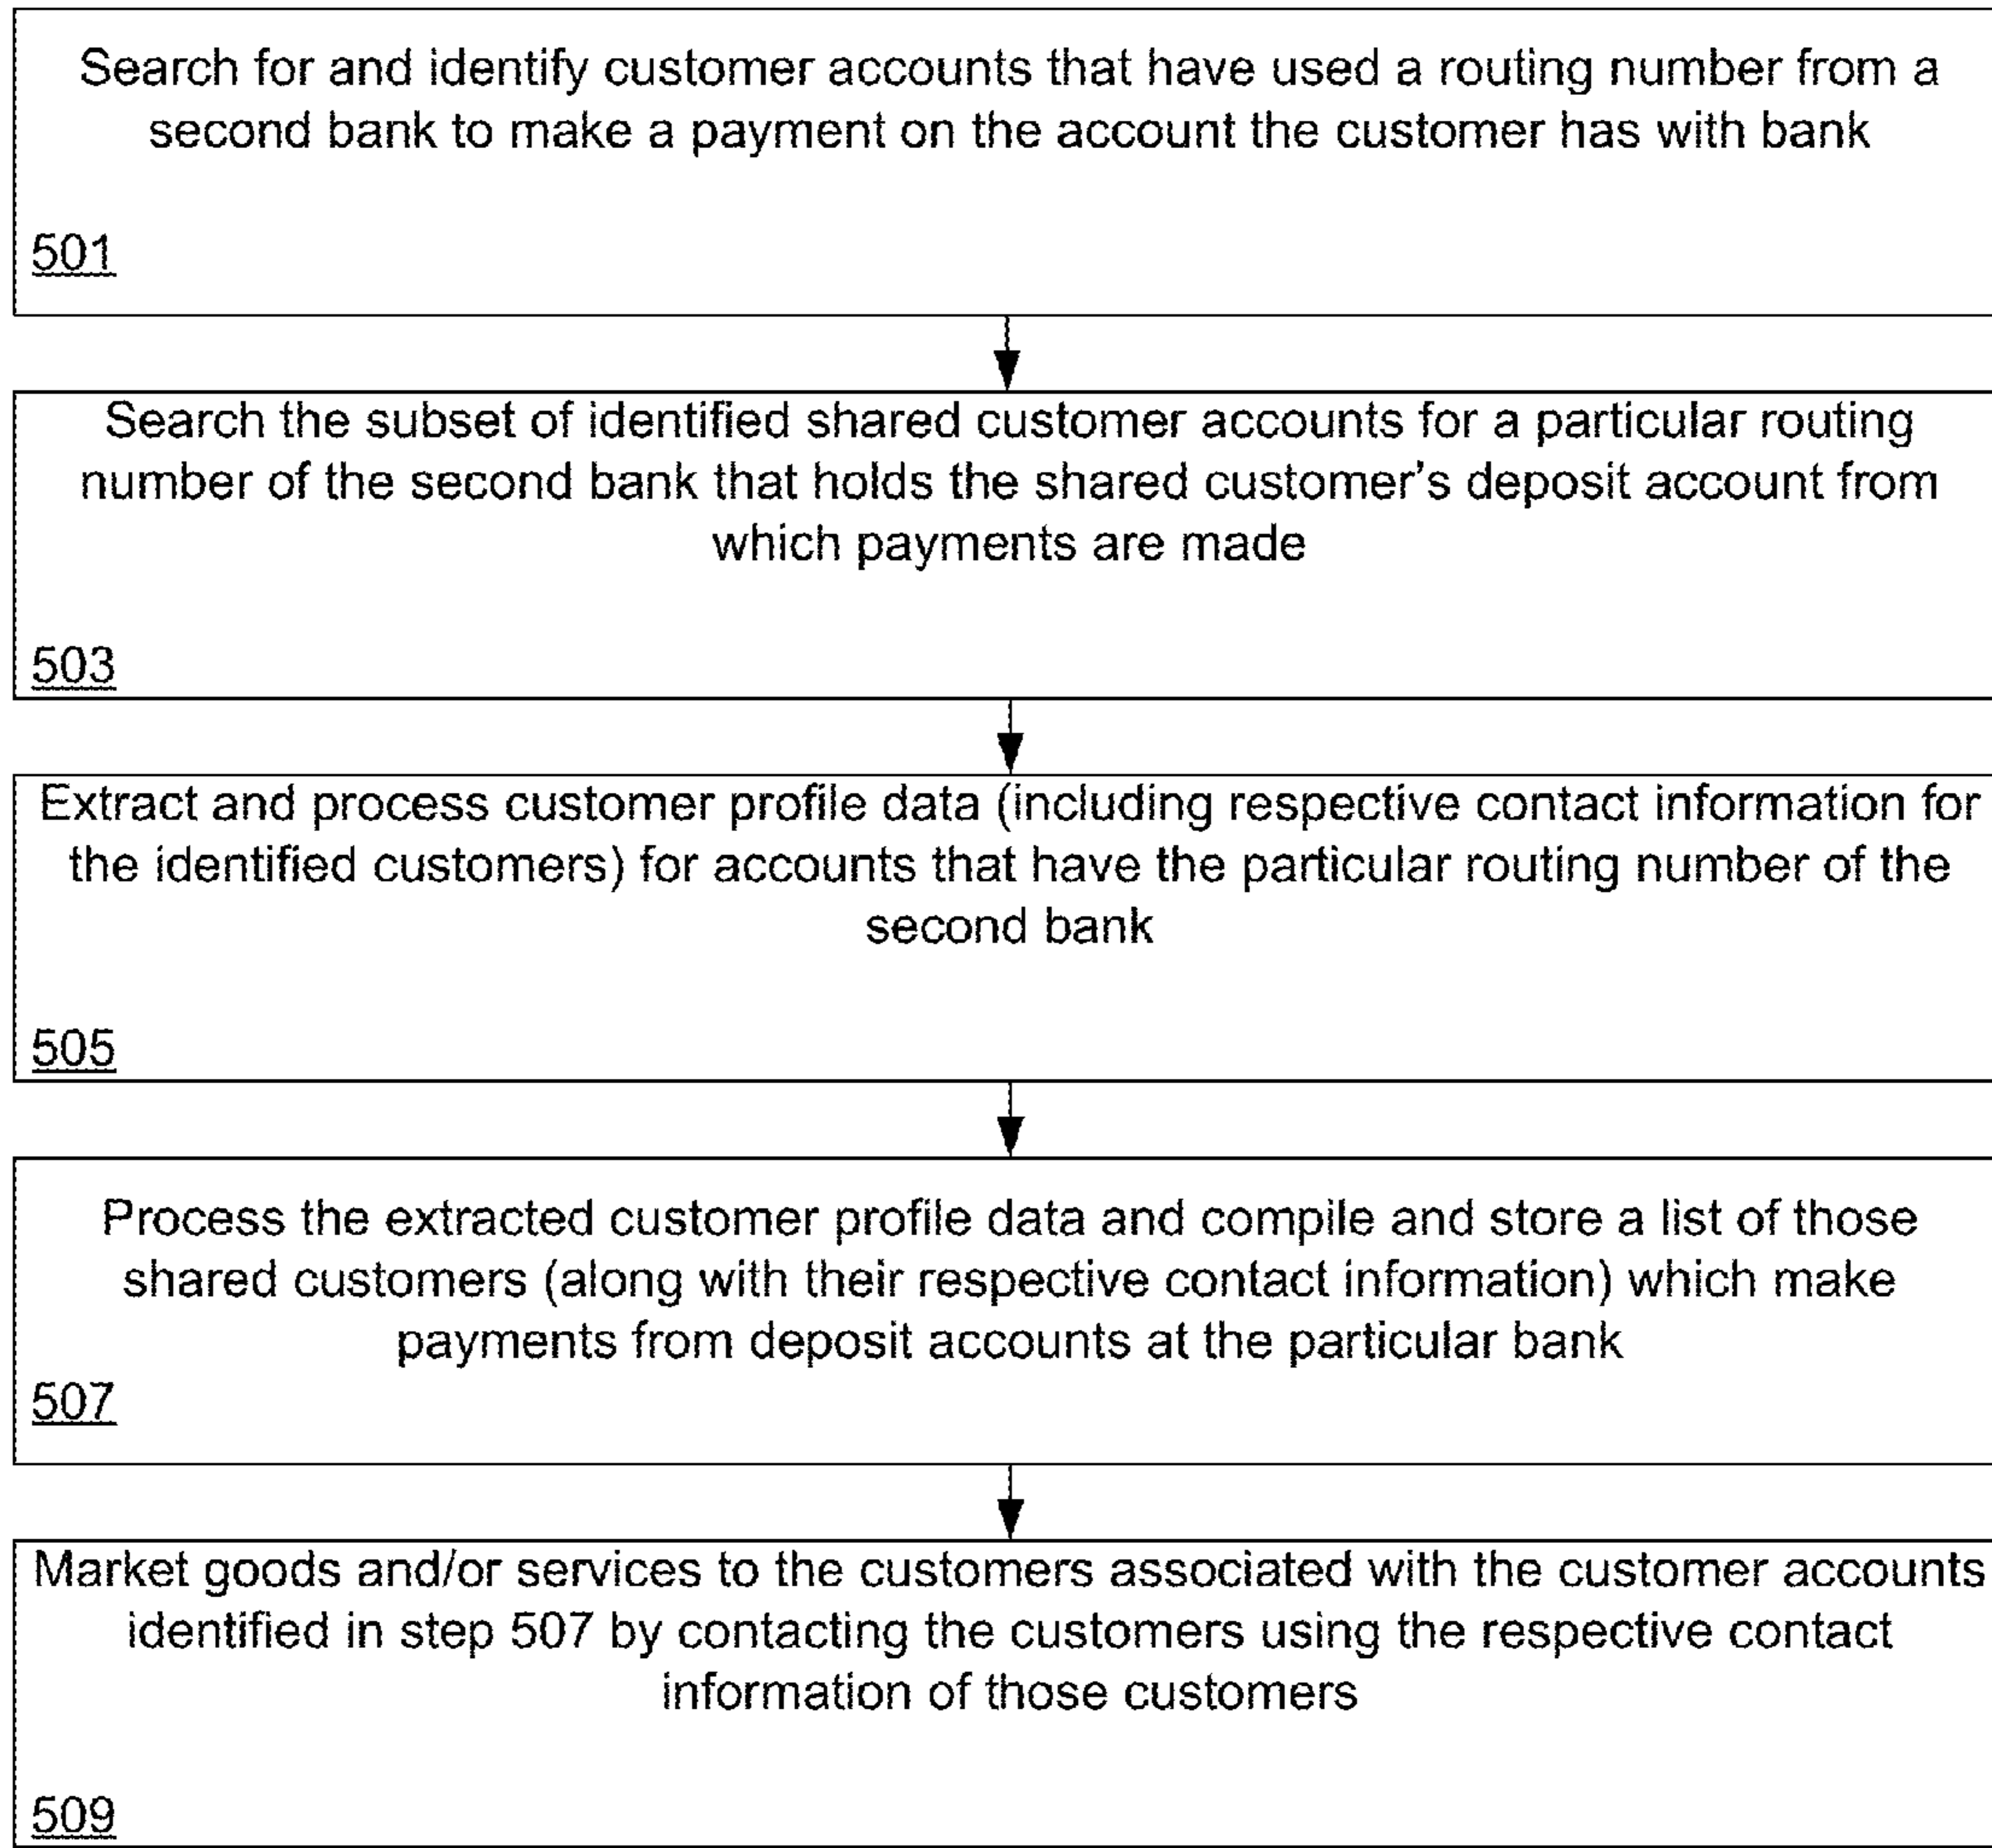 Search for and identify customer accounts that have used a routing number from a
second bank to make a payment on the account the customer has with bank
501
Search the subset of identified shared customer accounts for a particular routing
number of the second bank that holds the shared customer's deposit account from
which payments are made
503
Extract and process customer profile data (including respective contact information for
the identified customers) for accounts that have the particular routing number of the
second bank
505
Process the extracted customer profile data and compile and store a list of those
shared customers (along with their respective contact information) which make
payments from deposit accounts at the particular bank
507
Market goods and/or services to the customers associated with the customer accounts
identified in step 507 by contacting the customers using the respective contact
information of those customers
509